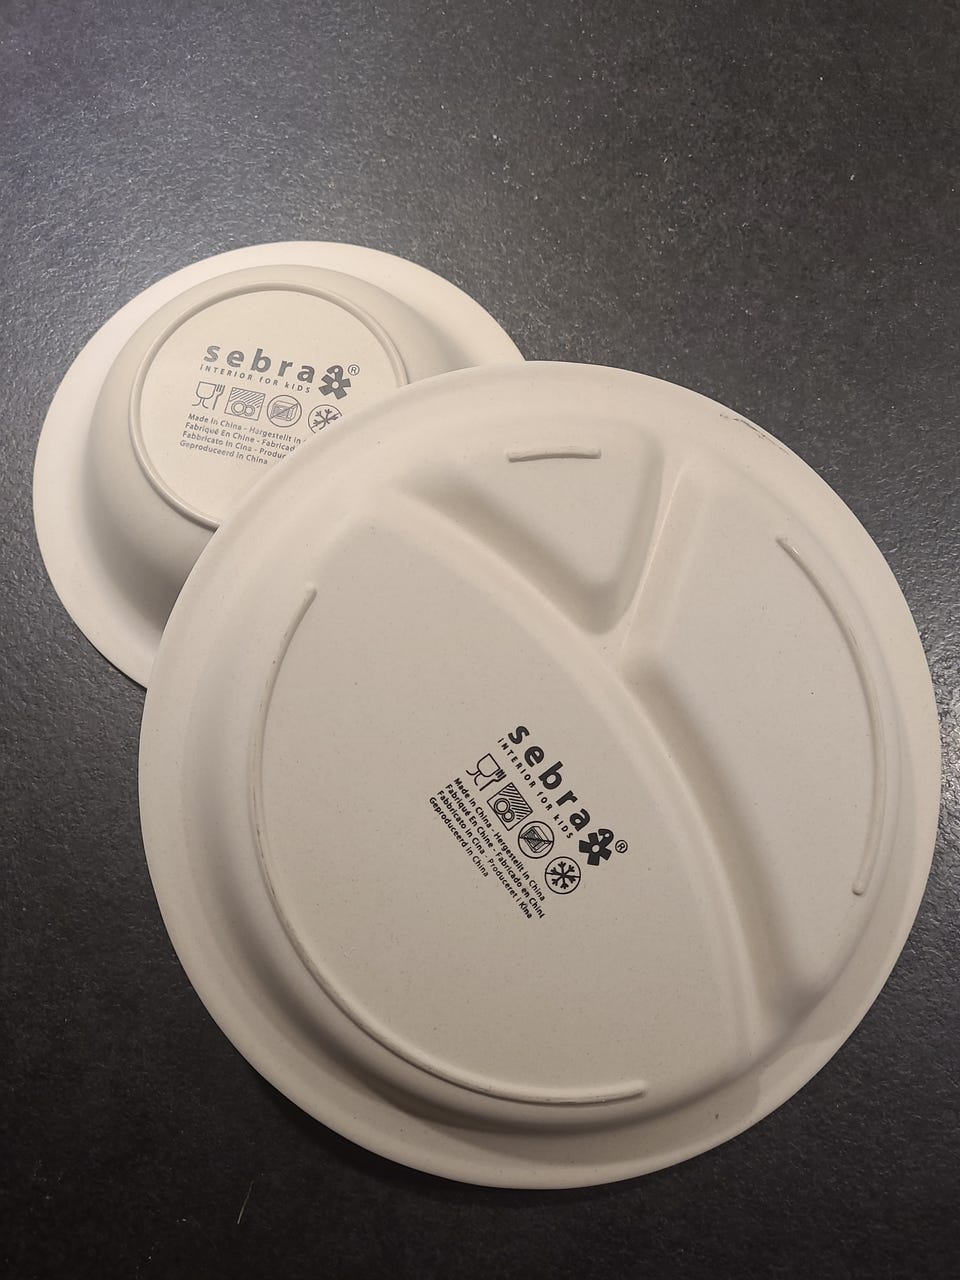 sebra®
INTERIOR FOR KIDS
Made in China - Hergestellt in
Fabriqué En Chine - Fabricad
Fabbricato in Cina - Produc
Geproduceerd in China
sebra®
INTERIOR FOR KIDS
Made in China - Hergestellt in China
Fabriqué En Chine - Fabricado en China
Fabbricato in Cina - Produceret i Kina
Geproduceerd in China